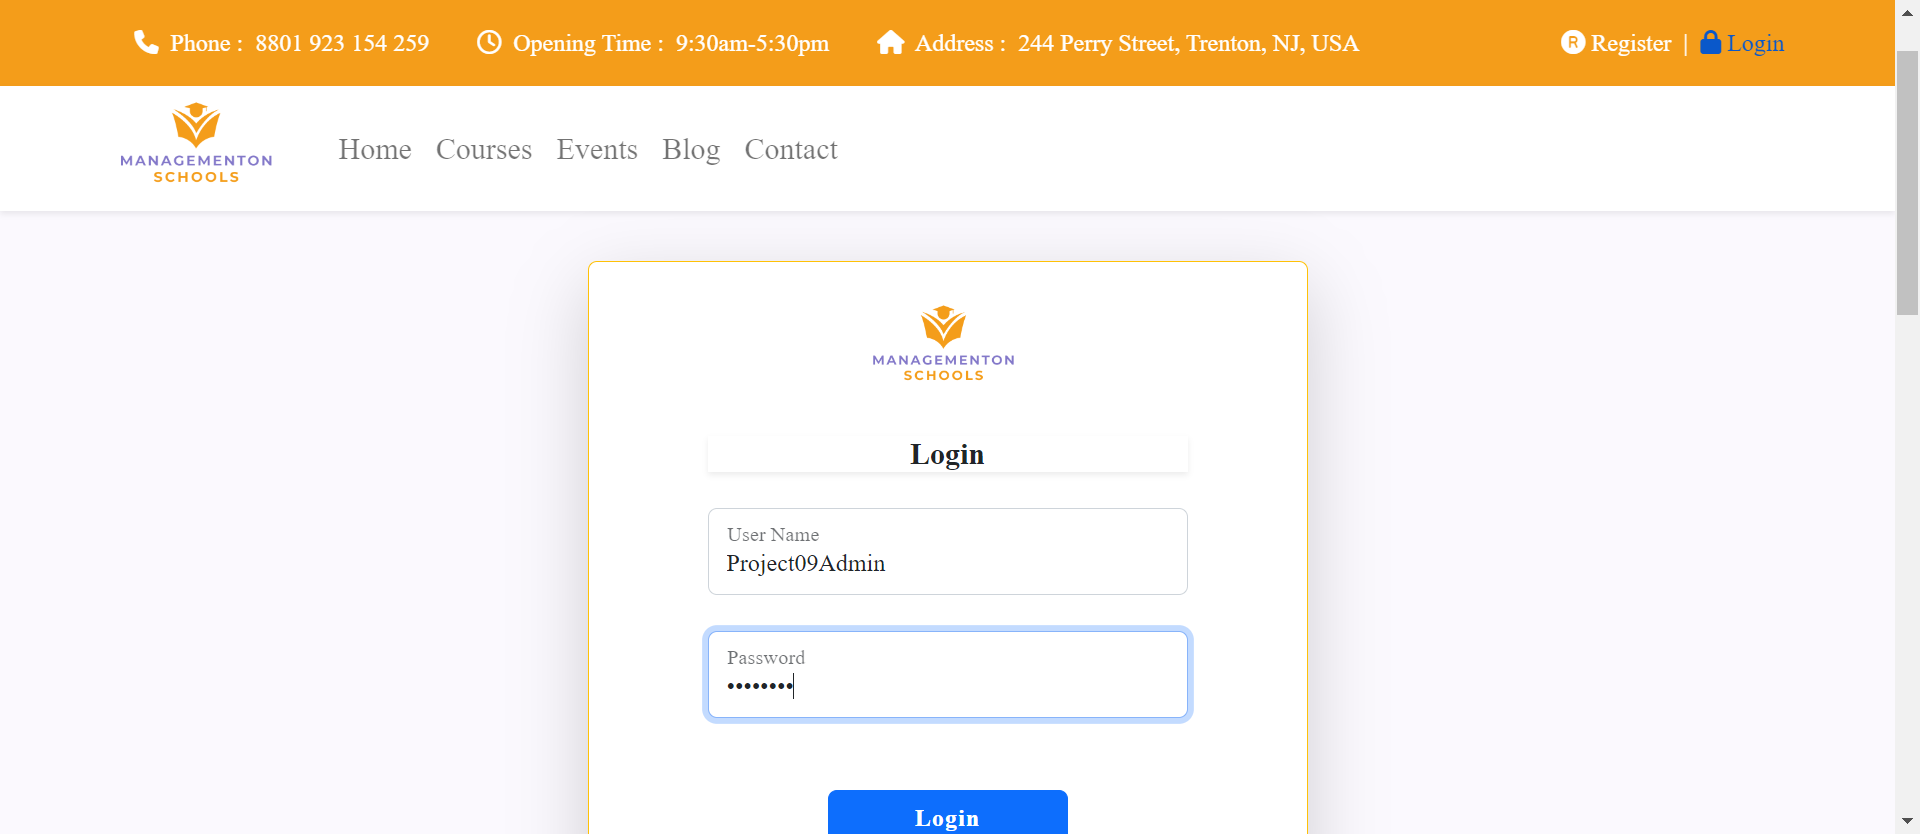 Phone : 8801 923 154 259 Opening Time : 9:30am-5:30pm Address : 244 Perry Street, Trenton, NJ, USA R Register | Login
MANAGEMENTON
SCHOOLS
Home Courses Events Blog Contact
MANAGEMENTON
SCHOOLS
Login
User Name
Project09Admin
Password
••••••••
Login